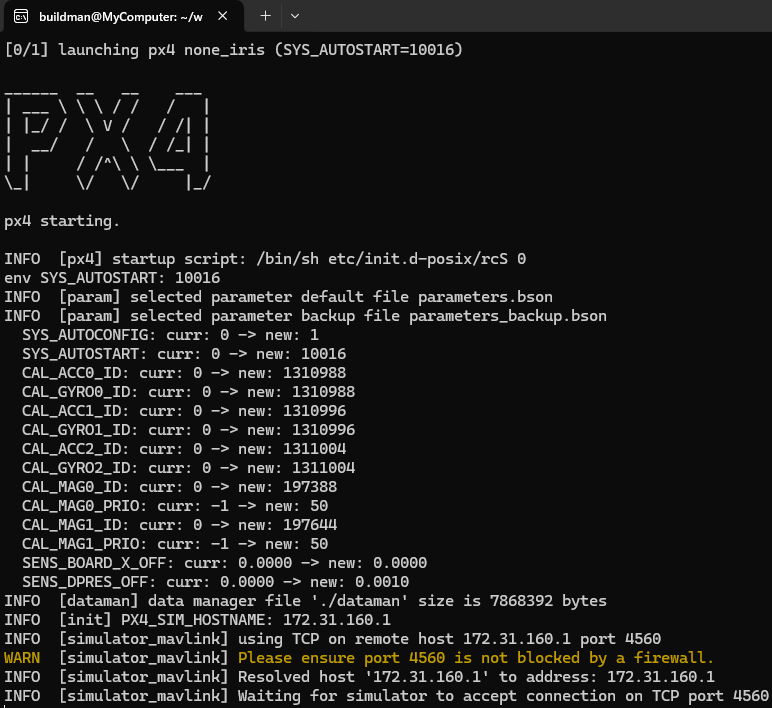 buildman@MyComputer: ~/w
[0/1] launching px4 none_iris (SYS_AUTOSTART=10016)
______  __   __    ___
| ___ \ \ \ / /   /   |
| |_/ /  \ V /   / /| |
|  __/   /   \  / /_| |
| |     / /^\ \ \___  |
\_|     \/   \/     |_/
px4 starting.
INFO  [px4] startup script: /bin/sh etc/init.d-posix/rcS 0
env SYS_AUTOSTART: 10016
INFO  [param] selected parameter default file parameters.bson
INFO  [param] selected parameter backup file parameters_backup.bson
  SYS_AUTOCONFIG: curr: 0 -> new: 1
  SYS_AUTOSTART: curr: 0 -> new: 10016
  CAL_ACC0_ID: curr: 0 -> new: 1310988
  CAL_GYRO0_ID: curr: 0 -> new: 1310988
  CAL_ACC1_ID: curr: 0 -> new: 1310996
  CAL_GYRO1_ID: curr: 0 -> new: 1310996
  CAL_ACC2_ID: curr: 0 -> new: 1311004
  CAL_GYRO2_ID: curr: 0 -> new: 1311004
  CAL_MAG0_ID: curr: 0 -> new: 197388
  CAL_MAG0_PRIO: curr: -1 -> new: 50
  CAL_MAG1_ID: curr: 0 -> new: 197644
  CAL_MAG1_PRIO: curr: -1 -> new: 50
  SENS_BOARD_X_OFF: curr: 0.0000 -> new: 0.0000
  SENS_DPRES_OFF: curr: 0.0000 -> new: 0.0010
INFO  [dataman] data manager file './dataman' size is 7868392 bytes
INFO  [init] PX4_SIM_HOSTNAME: 172.31.160.1
INFO  [simulator_mavlink] using TCP on remote host 172.31.160.1 port 4560
WARN  [simulator_mavlink] Please ensure port 4560 is not blocked by a firewall.
INFO  [simulator_mavlink] Resolved host '172.31.160.1' to address: 172.31.160.1
INFO  [simulator_mavlink] Waiting for simulator to accept connection on TCP port 4560